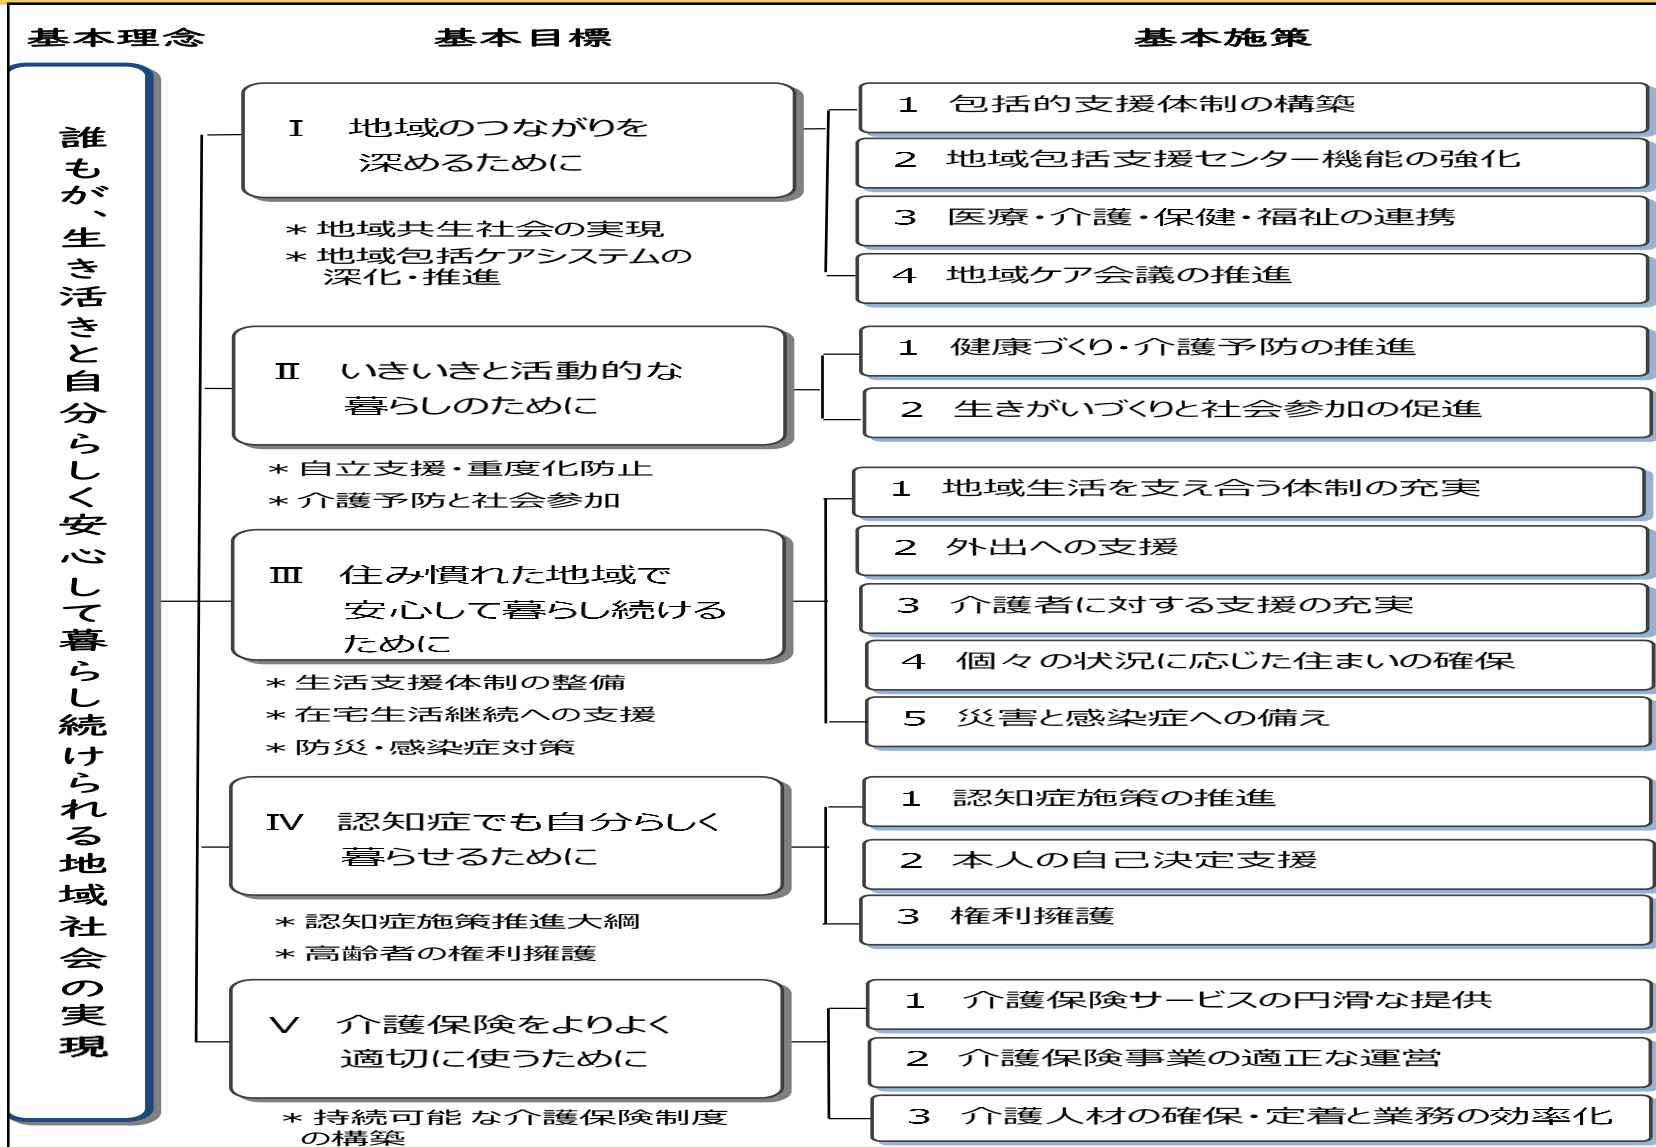 基本理念
基本目標
基本施策
誰もが、生き活きと自分らしく安心して暮らし続けられる地域社会の実現
Ⅰ 地域のつながりを
深めるために
＊ 地域共生社会の実現
＊ 地域包括ケアシステムの
深化・推進
1 包括的支援体制の構築
2 地域包括支援センター機能の強化
3 医療・介護・保健・福祉の連携
4 地域ケア会議の推進
Ⅱ いきいきと活動的な
暮らしのために
＊ 自立支援・重度化防止
＊ 介護予防と社会参加
1 健康づくり・介護予防の推進
2 生きがいづくりと社会参加の促進
Ⅲ 住み慣れた地域で
安心して暮らし続ける
ために
＊ 生活支援体制の整備
＊ 在宅生活継続への支援
＊ 防災・感染症対策
1 地域生活を支え合う体制の充実
2 外出への支援
3 介護者に対する支援の充実
4 個々の状況に応じた住まいの確保
5 災害と感染症への備え
Ⅳ 認知症でも自分らしく
暮らせるために
＊ 認知症施策推進大綱
＊ 高齢者の権利擁護
1 認知症施策の推進
2 本人の自己決定支援
3 権利擁護
Ⅴ 介護保険をよりよく
適切に使うために
＊ 持続可能な介護保険制度
の構築
1 介護保険サービスの円滑な提供
2 介護保険事業の適正な運営
3 介護人材の確保・定着と業務の効率化